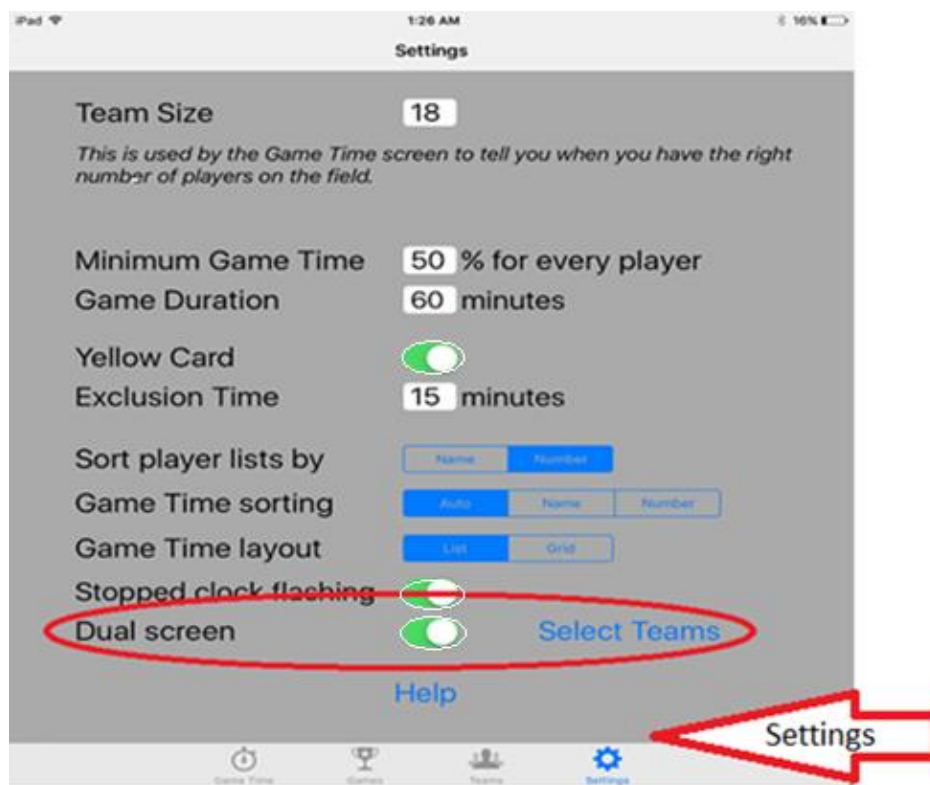 iPad 1:26 AM 16%
Settings
Team Size 18
This is used by the Game Time screen to tell you when you have the right
number of players on the field.
Minimum Game Time 50 % for every player
Game Duration 60 minutes
Yellow Card
Exclusion Time 15 minutes
Sort player lists by Name Number
Game Time sorting Auto Name Number
Game Time layout List Grid
Stopped clock flashing
Dual screen Select Teams
Help
Settings
Game Time Games Teams Settings